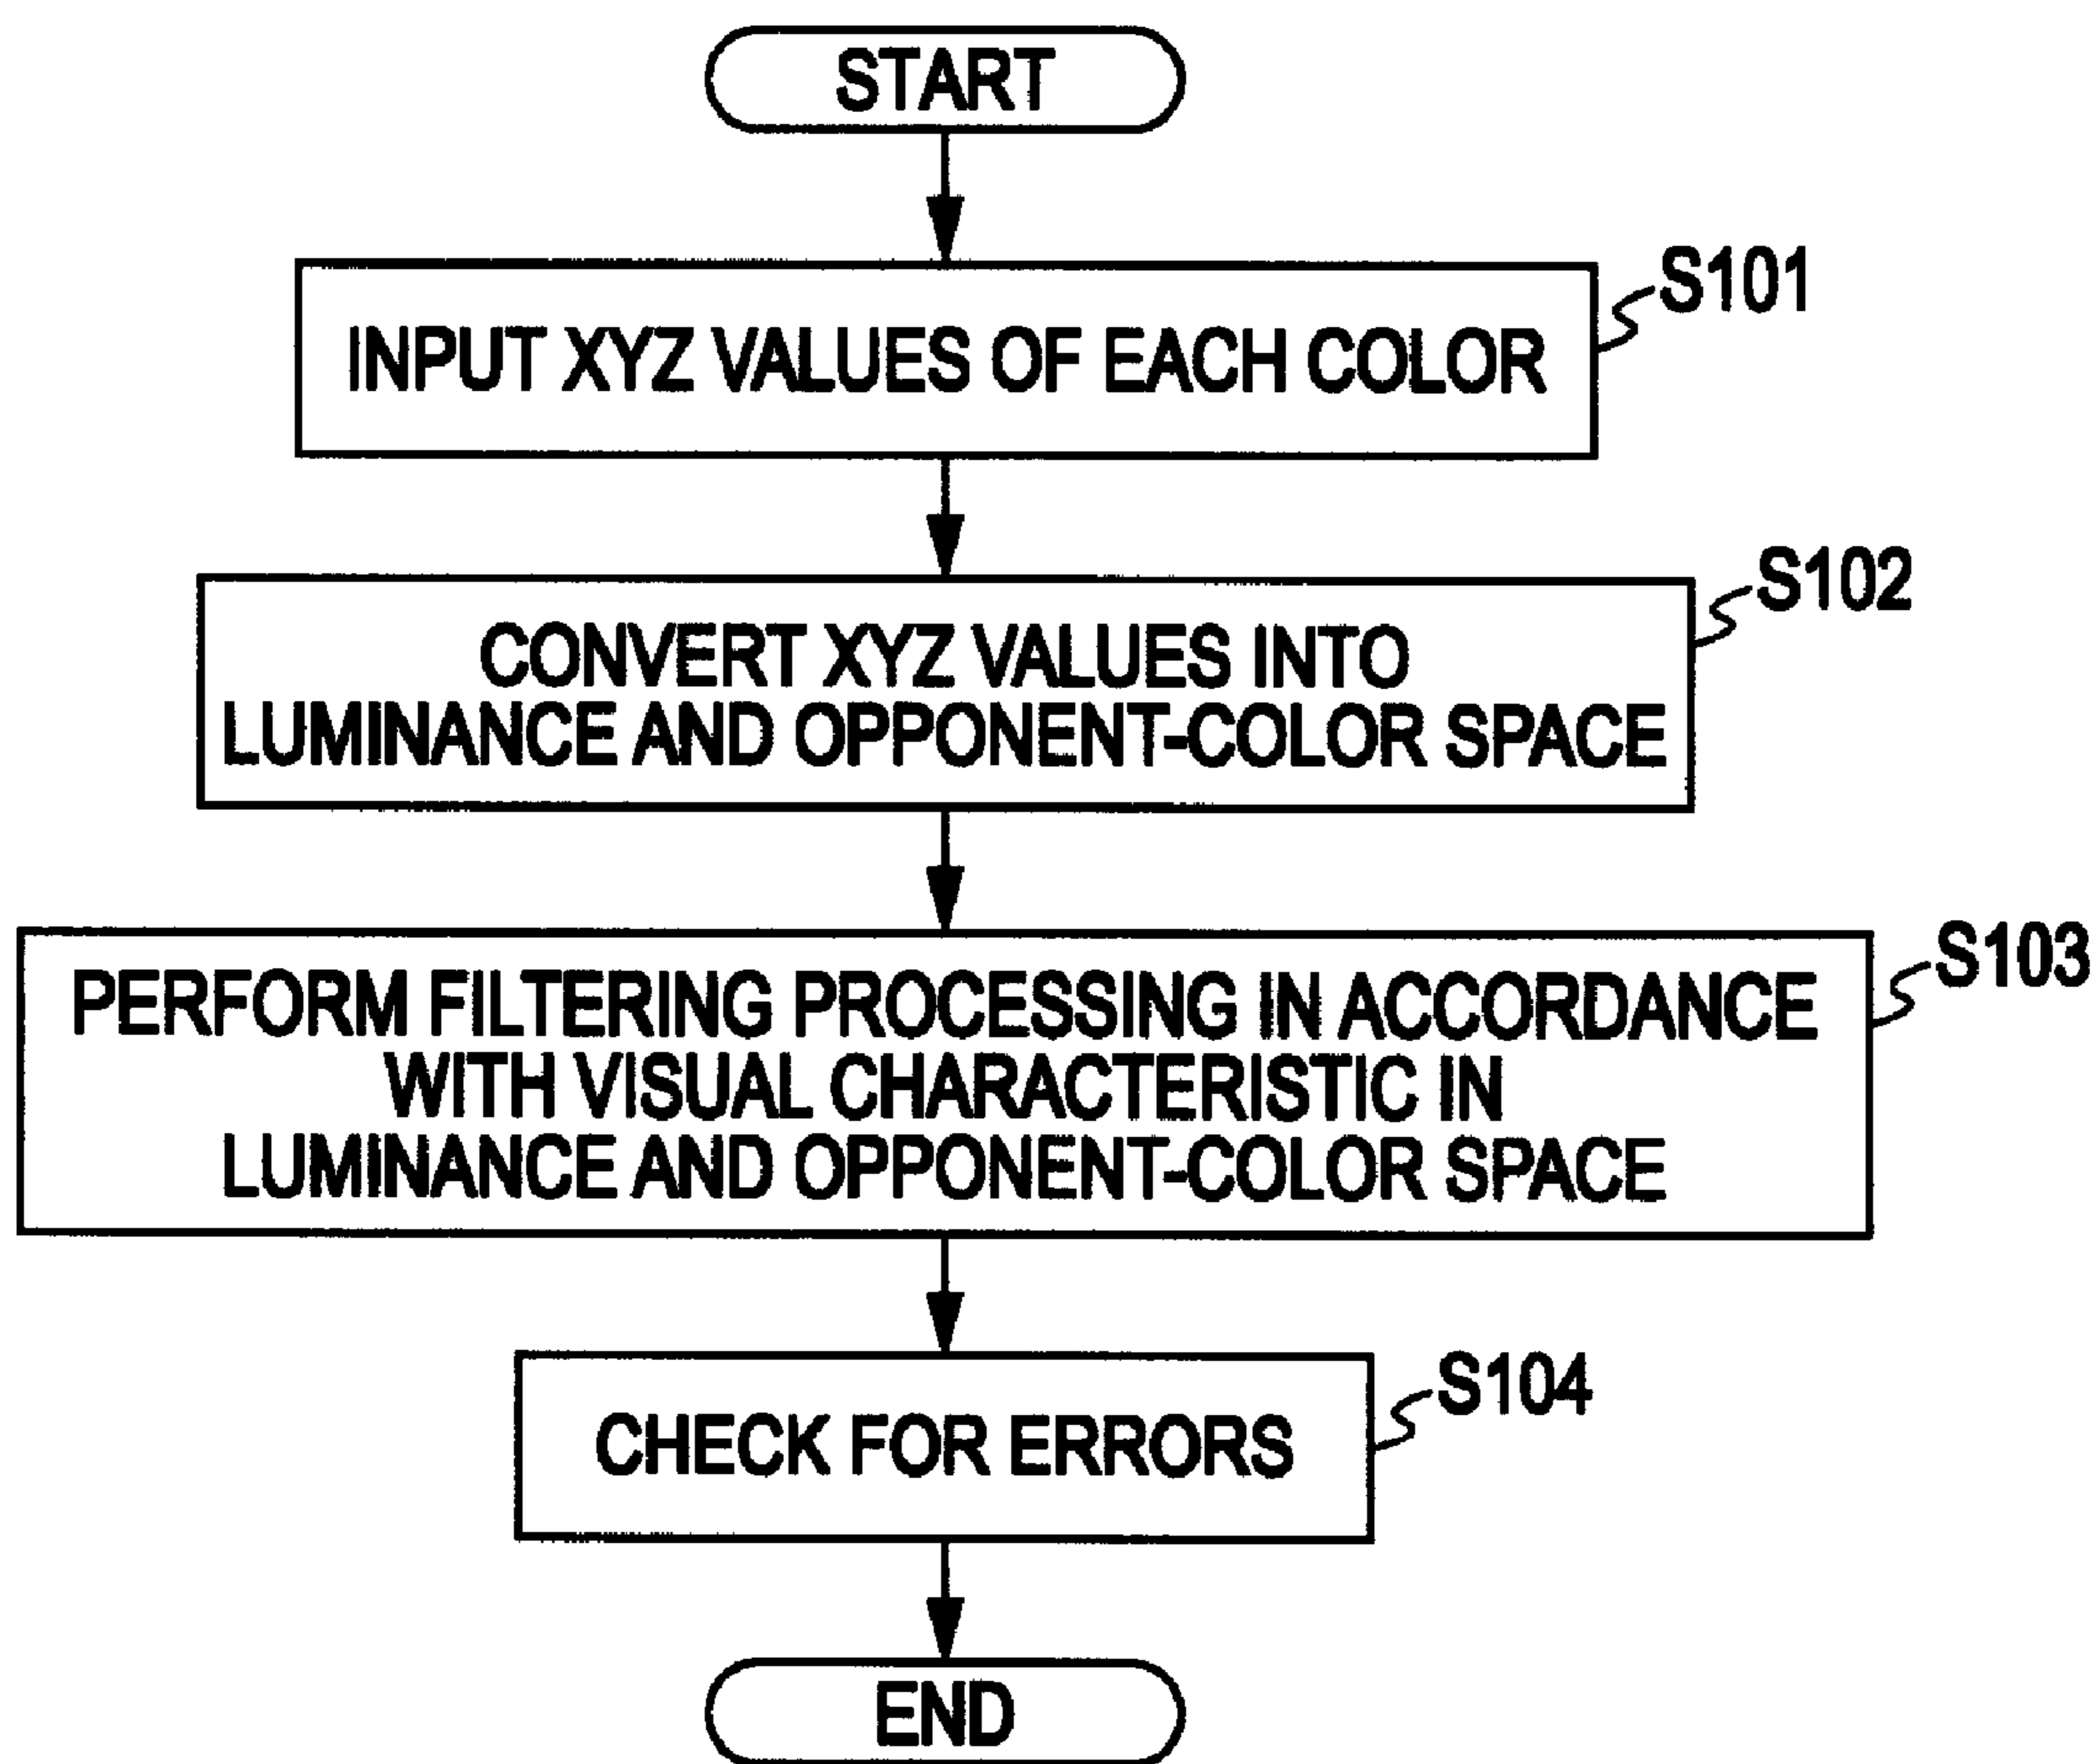 START
S101
INPUT XYZ VALUES OF EACH COLOR
S102
CONVERT XYZ VALUES INTO
LUMINANCE AND OPPONENT-COLOR SPACE
S103
PERFORM FILTERING PROCESSING IN ACCORDANCE
WITH VISUAL CHARACTERISTIC IN
LUMINANCE AND OPPONENT-COLOR SPACE
S104
CHECK FOR ERRORS
END